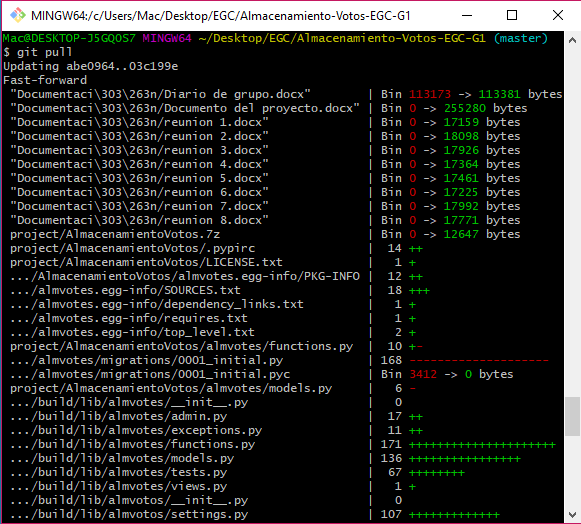 MINGW64:/c/Users/Mac/Desktop/EGC/Almacenamiento-Votos-EGC-G1
Mac@DESKTOP-J5GQ0S7 MINGW64 ~/Desktop/EGC/Almacenamiento-Votos-EGC-G1 (master)
$ git pull
Updating abe0964..03c199e
Fast-forward
"Documentaci\303\263n/Diario de grupo.docx" | Bin 113173 -> 113381 bytes
"Documentaci\303\263n/Documento del proyecto.docx" | Bin 0 -> 255280 bytes
"Documentaci\303\263n/reunion 1.docx" | Bin 0 -> 17159 bytes
"Documentaci\303\263n/reunion 2.docx" | Bin 0 -> 18098 bytes
"Documentaci\303\263n/reunion 3.docx" | Bin 0 -> 17926 bytes
"Documentaci\303\263n/reunion 4.docx" | Bin 0 -> 17364 bytes
"Documentaci\303\263n/reunion 5.docx" | Bin 0 -> 17461 bytes
"Documentaci\303\263n/reunion 6.docx" | Bin 0 -> 17225 bytes
"Documentaci\303\263n/reunion 7.docx" | Bin 0 -> 17992 bytes
"Documentaci\303\263n/reunion 8.docx" | Bin 0 -> 17771 bytes
project/AlmacenamientoVotos.7z | Bin 0 -> 12647 bytes
project/AlmacenamientoVotos/.pypirc | 14 ++
project/AlmacenamientoVotos/LICENSE.txt | 1 +
.../AlmacenamientoVotos/almvotes.egg-info/PKG-INFO | 12 ++
.../almvotes.egg-info/SOURCES.txt | 18 +++
.../almvotes.egg-info/dependency_links.txt | 1 +
.../almvotes.egg-info/requires.txt | 1 +
.../almvotes.egg-info/top_level.txt | 2 +
project/AlmacenamientoVotos/almvotes/functions.py | 10 +-
.../almvotes/migrations/0001_initial.py | 168 --------------------
.../almvotes/migrations/0001_initial.pyc | Bin 3412 -> 0 bytes
project/AlmacenamientoVotos/almvotes/models.py | 6 -
.../build/lib/almvotes/__init__.py | 0
.../build/lib/almvotes/admin.py | 17 ++
.../build/lib/almvotes/exceptions.py | 11 ++
.../build/lib/almvotes/functions.py | 171 +++++++++++++++++++++
.../build/lib/almvotes/models.py | 136 ++++++++++++++++
.../build/lib/almvotes/tests.py | 67 ++++++++
.../build/lib/almvotes/views.py | 1 +
.../build/lib/almavotos/__init__.py | 0
.../build/lib/almavotos/settings.py | 107 +++++++++++++